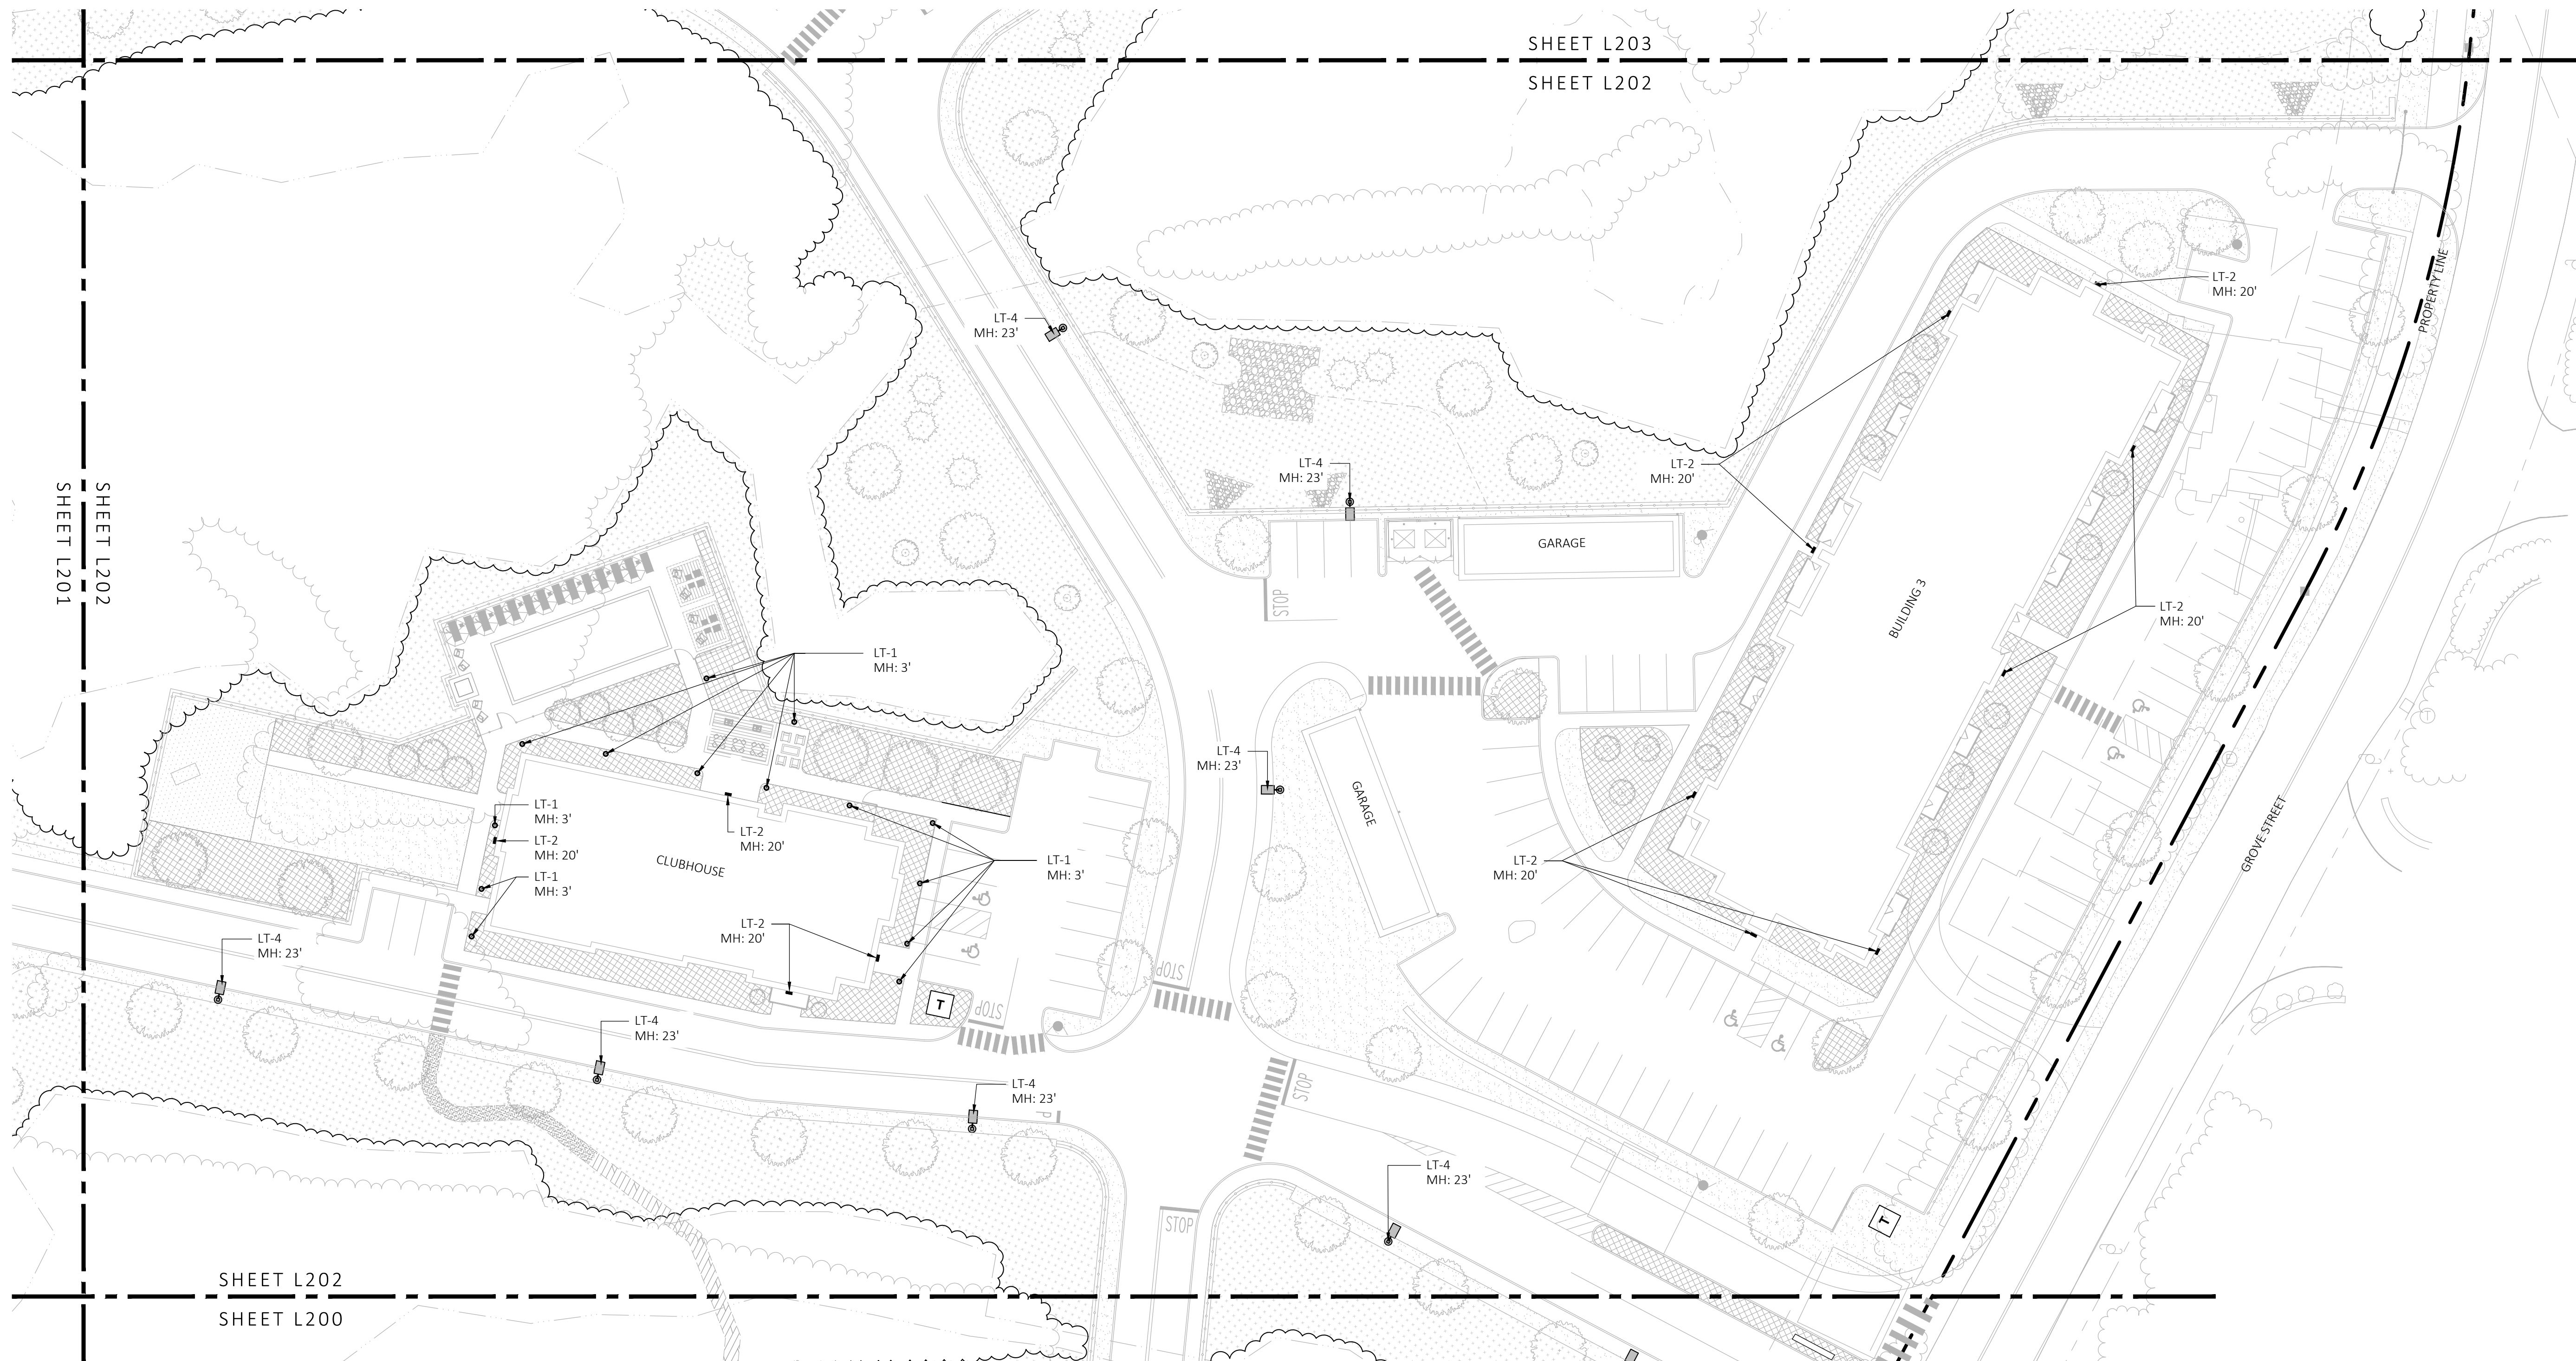 SHEET L203
SHEET L202
LT-2
MH: 20'
PROPERTY LINE
LT-4
MH: 23'
LT-4
MH: 23'
LT-2
MH: 20'
SHEET L201
SHEET L202
GARAGE
STOP
BUILDING 3
LT-2
MH: 20'
LT-1
MH: 3'
LT-4
MH: 23'
GARAGE
LT-1
MH: 3'
LT-2
MH: 20'
LT-1
MH: 3'
LT-2
MH: 20'
CLUBHOUSE
LT-1
MH: 3'
LT-2
MH: 20'
GROVE STREET
LT-2
MH: 20'
LT-4
MH: 23'
STOP
STOP
T
LT-4
MH: 23'
LT-4
MH: 23'
STOP
LT-4
MH: 23'
STOP
T
SHEET L202
SHEET L200